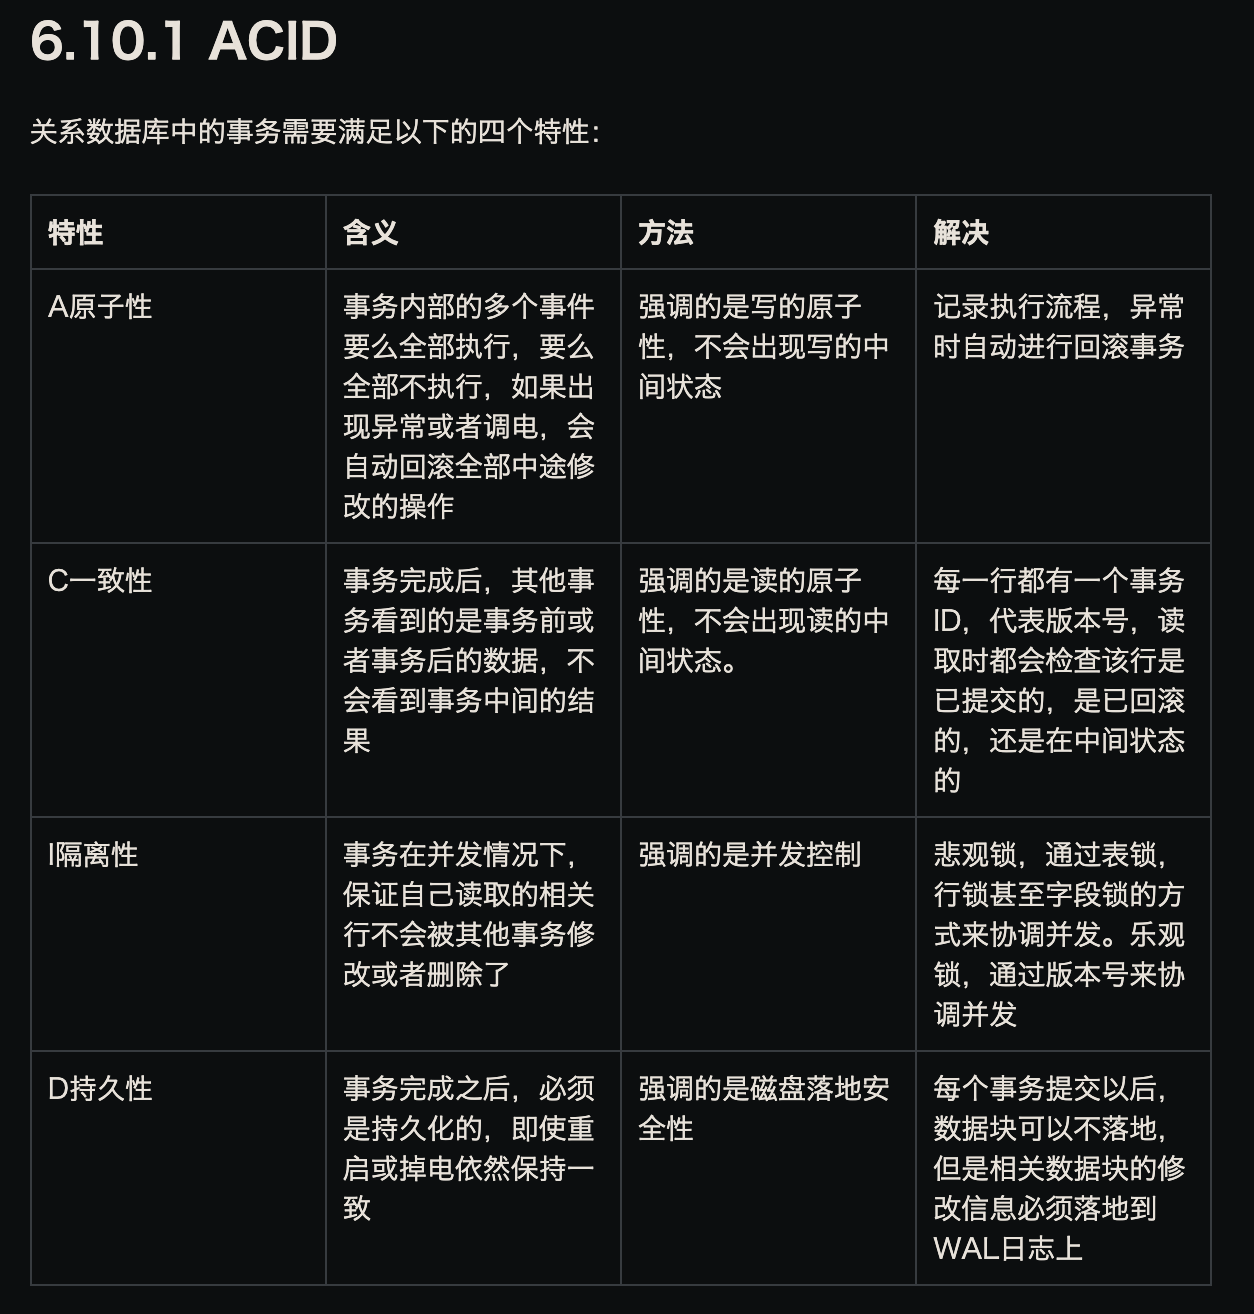 6.10.1 ACID
关系数据库中的事务需要满足以下的四个特性：
特性
含义
方法
解决
A原子性
事务内部的多个事件
要么全部执行，要么
全部不执行，如果出
现异常或者调电，会
自动回滚全部中途修
改的操作
强调的是写的原子
性，不会出现写的中
间状态
记录执行流程，异常
时自动进行回滚事务
C一致性
事务完成后，其他事
务看到的是事务前或
者事务后的数据，不
会看到事务中间的结
果
强调的是读的原子
性，不会出现读的中
间状态。
每一行都有一个事务
ID，代表版本号，读
取时都会检查该行是
已提交的，是已回滚
的，还是在中间状态
的
I隔离性
事务在并发情况下，
保证自己读取的相关
行不会被其他事务修
改或者删除了
强调的是并发控制
悲观锁，通过表锁，
行锁甚至字段锁的方
式来协调并发。乐观
锁，通过版本号来协
调并发
D持久性
事务完成之后，必须
是持久化的，即使重
启或掉电依然保持一
致
强调的是磁盘落地安
全性
每个事务提交以后，
数据块可以不落地，
但是相关数据块的修
改信息必须落地到
WAL日志上